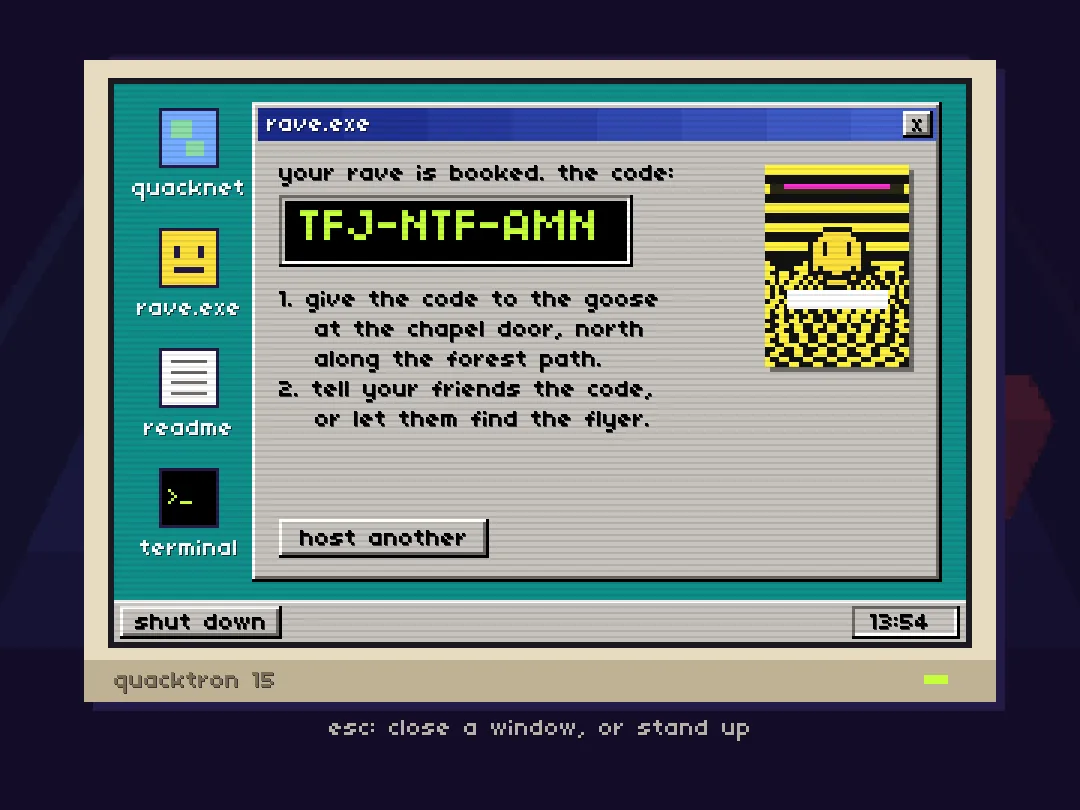 rave.exe
x
quacknet
rave.exe
readme
>_
terminal
your rave is booked. the code:
TFJ-NTF-AMN
1. give the code to the goose
at the chapel door, north
along the forest path.
2. tell your friends the code,
or let them find the flyer.
host another
shut down
13:54
quacktron 15
esc: close a window, or stand up